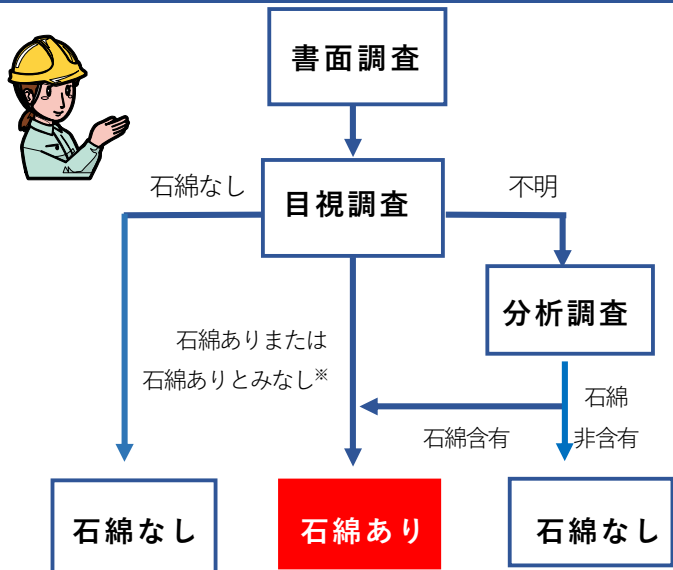 書面調査
石綿なし
目視調査
不明
分析調査
石綿ありまたは
石綿ありとみなし※
石綿
石綿含有
非含有
石綿なし
石綿あり
石綿なし